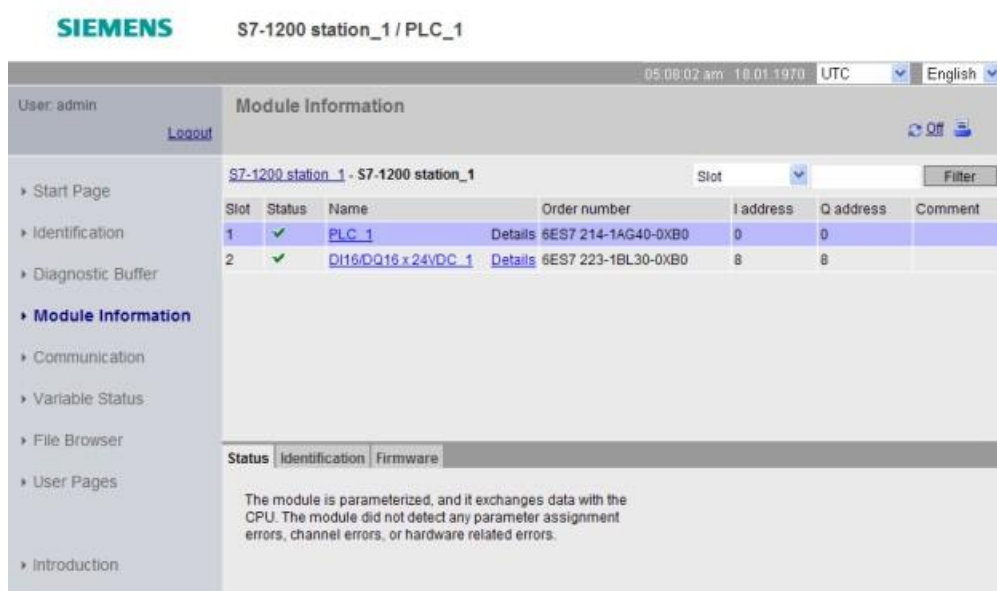 SIEMENS S7-1200 station_1 / PLC_1
05:08:02 am 18.01.1970 UTC English
User: admin
Logout
Module Information
Off
S7-1200 station_1 - S7-1200 station_1 Slot Filter
Slot Status Name Order number I address Q address Comment
1 PLC_1 Details 6ES7 214-1AG40-0XB0 0 0
2 DI16/DQ16 x 24VDC_1 Details 6ES7 223-1BL30-0XB0 8 8
Start Page
Identification
Diagnostic Buffer
Module Information
Communication
Variable Status
File Browser
User Pages
Introduction
Status Identification Firmware
The module is parameterized, and it exchanges data with the
CPU. The module did not detect any parameter assignment
errors, channel errors, or hardware related errors.